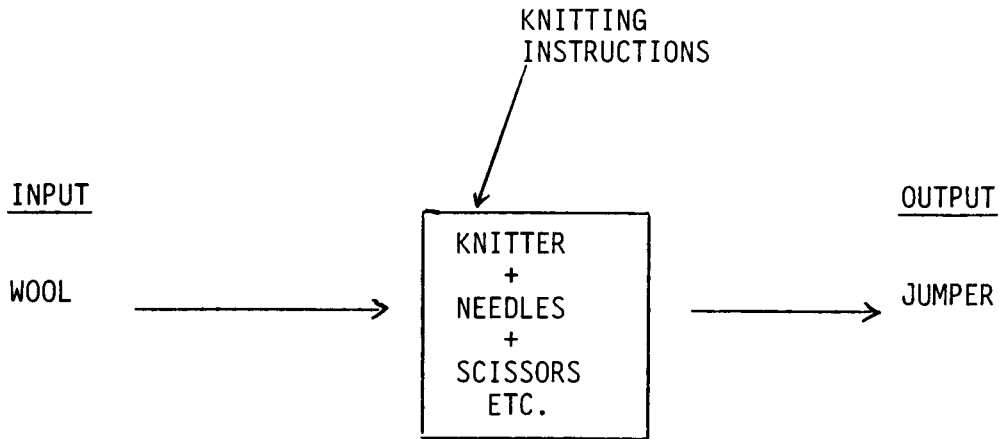 KNITTING
INSTRUCTIONS
INPUT
OUTPUT
KNITTER
+
WOOL
NEEDLES
JUMPER
+
SCISSORS
ETC.